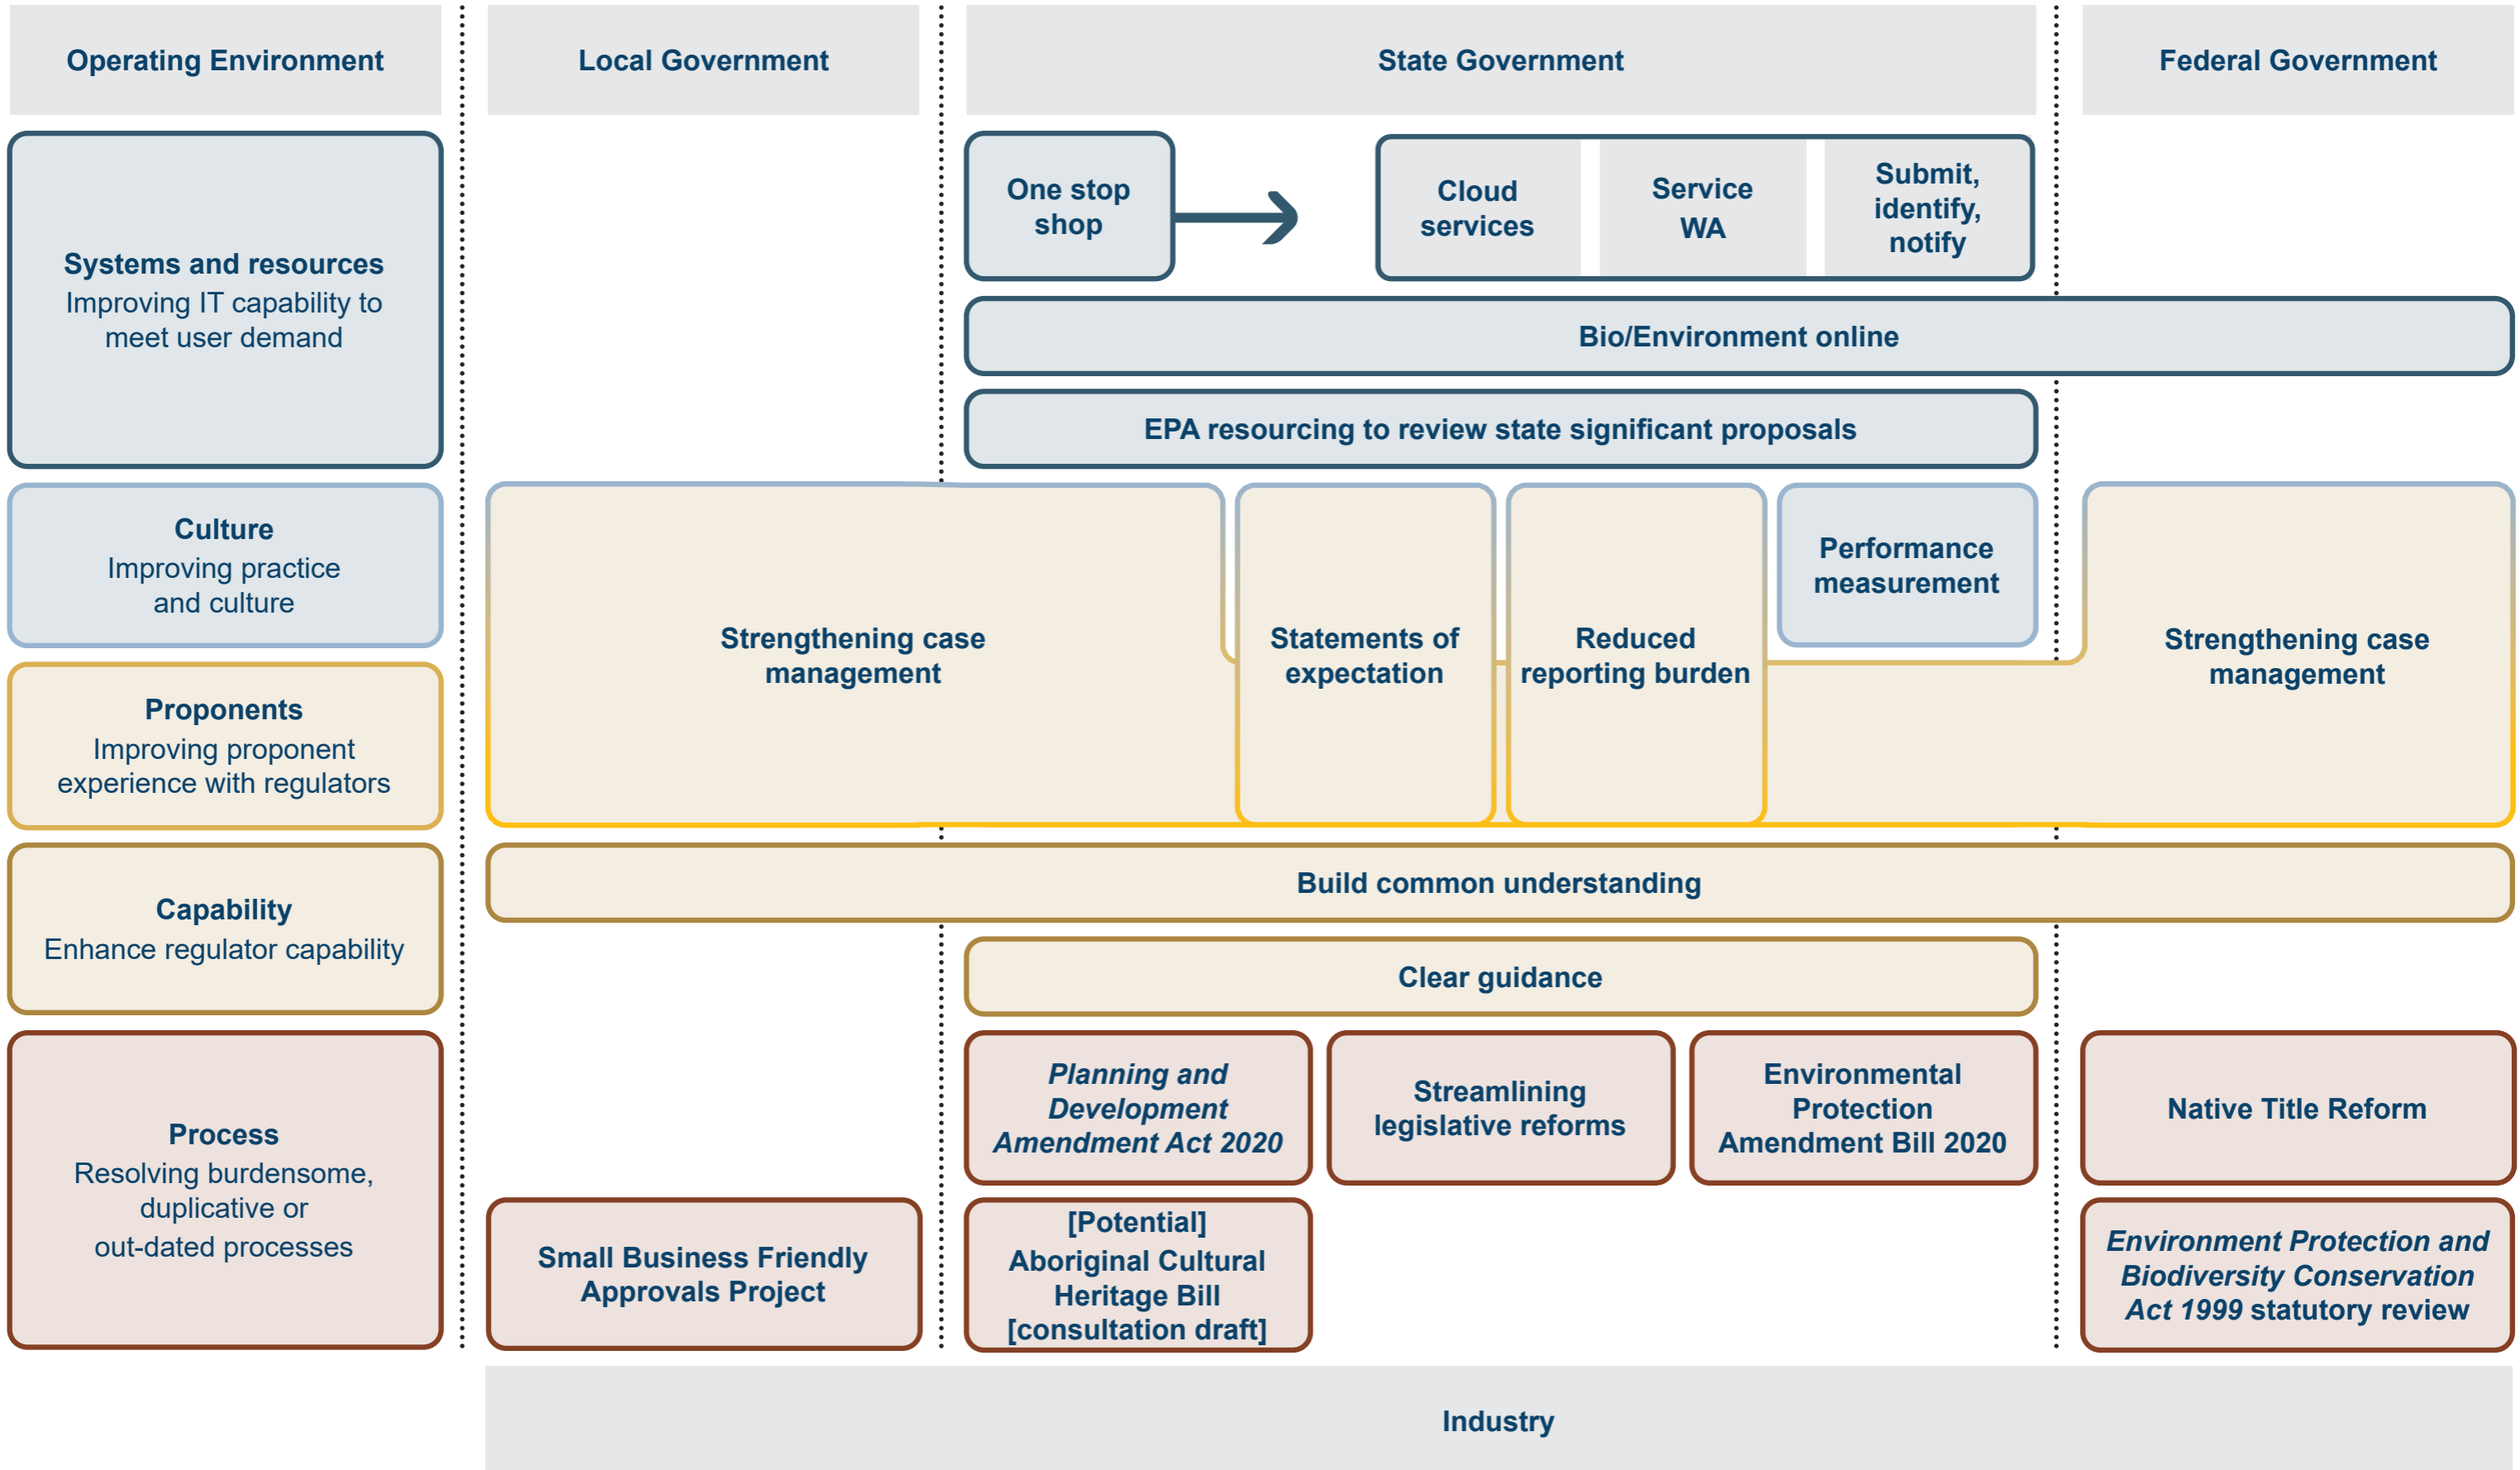 Operating Environment
Local Government
State Government
Federal Government
Systems and resources
Improving IT capability to
meet user demand
One stop
shop
Cloud
services
Service
WA
Submit,
identify,
notify
Bio/Environment online
EPA resourcing to review state significant proposals
Culture
Improving practice
and culture
Proponents
Improving proponent
experience with regulators
Strengthening case
management
Statements of
expectation
Reduced
reporting burden
Performance
measurement
Strengthening case
management
Capability
Enhance regulator capability
Build common understanding
Clear guidance
Process
Resolving burdensome,
duplicative or
out-dated processes
Planning and
Development
Amendment Act 2020
Streamlining
legislative reforms
Environmental
Protection
Amendment Bill 2020
Native Title Reform
Small Business Friendly
Approvals Project
[Potential]
Aboriginal Cultural
Heritage Bill
[consultation draft]
Environment Protection and
Biodiversity Conservation
Act 1999 statutory review
Industry